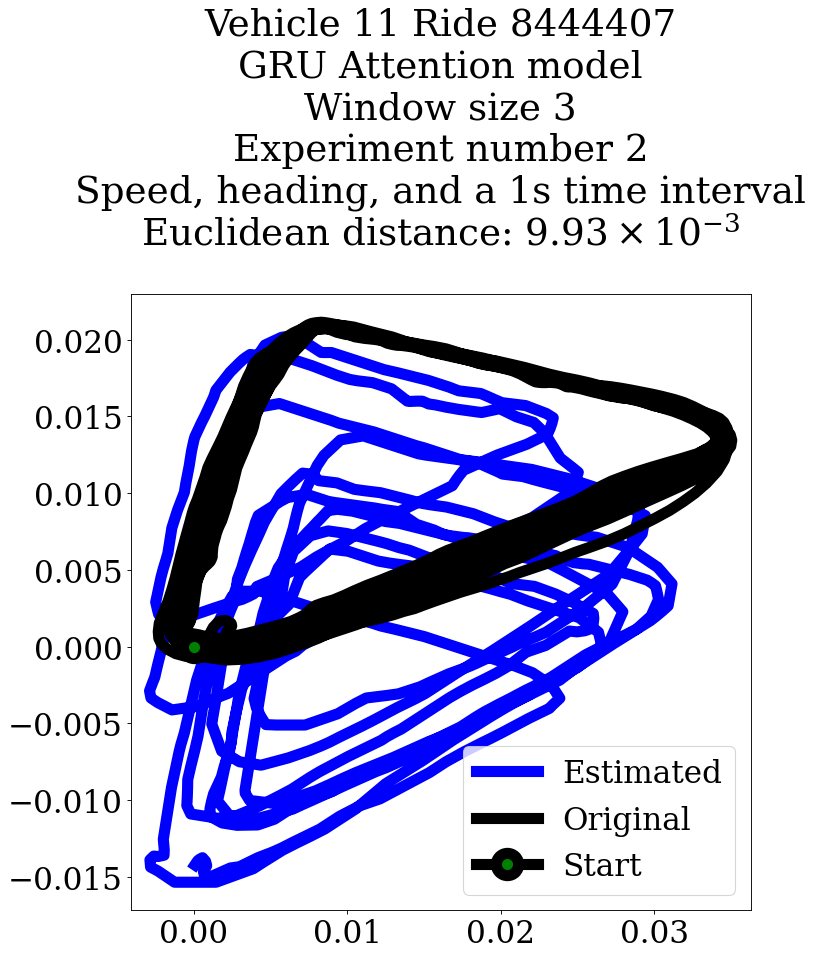 Vehicle 11 Ride 8444407
GRU Attention model
Window size 3
Experiment number 2
Speed, heading, and a 1s time interval
Euclidean distance: 9.93 × 10⁻³
0.020
0.015
0.010
0.005
0.000
−0.005
−0.010
−0.015
Estimated
Original
Start
0.00 0.01 0.02 0.03